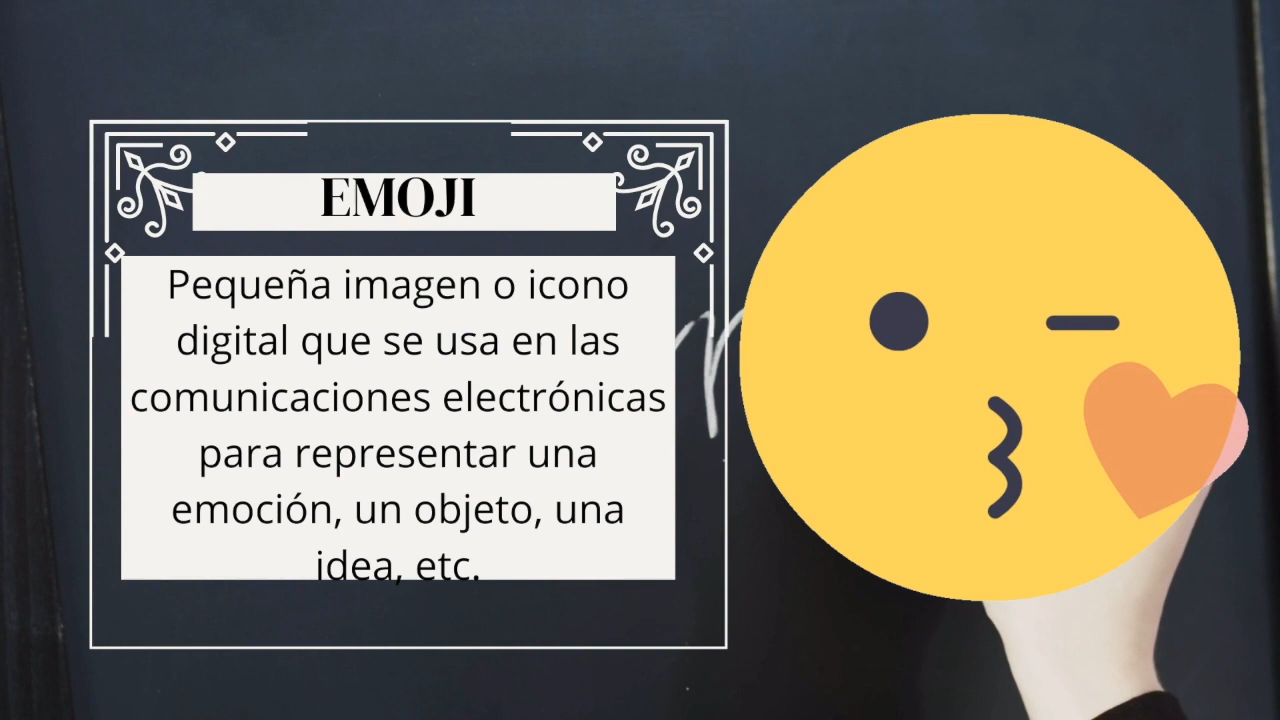 EMOJI
Pequeña imagen o icono
digital que se usa en las
comunicaciones electrónicas
para representar una
emoción, un objeto, una
idea, etc.